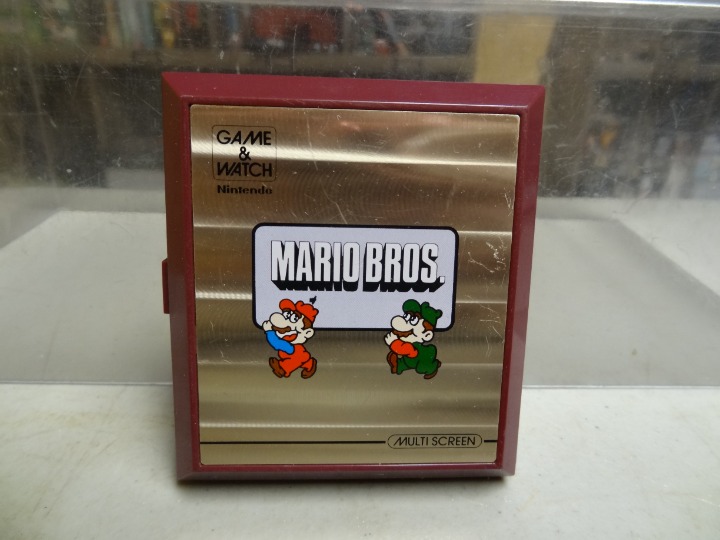 GAME
&
WATCH
Nintendo
MARIO BROS.
MULTI SCREEN